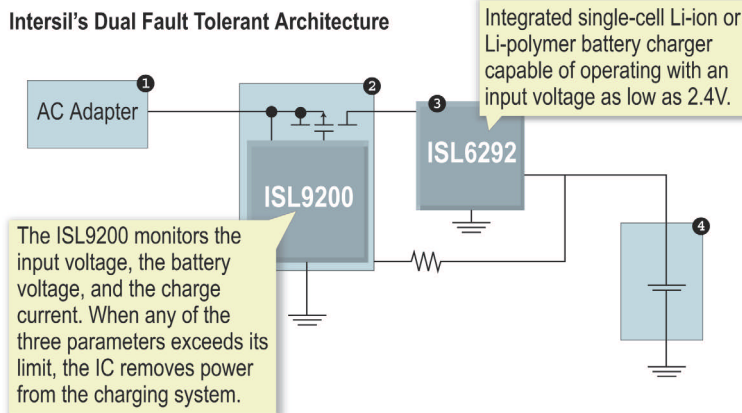 Intersil's Dual Fault Tolerant Architecture
Integrated single-cell Li-ion or
Li-polymer battery charger
capable of operating with an
input voltage as low as 2.4V.
1
AC Adapter
2
3
ISL6292
ISL9200
The ISL9200 monitors the
input voltage, the battery
voltage, and the charge
current. When any of the
three parameters exceeds its
limit, the IC removes power
from the charging system.
4